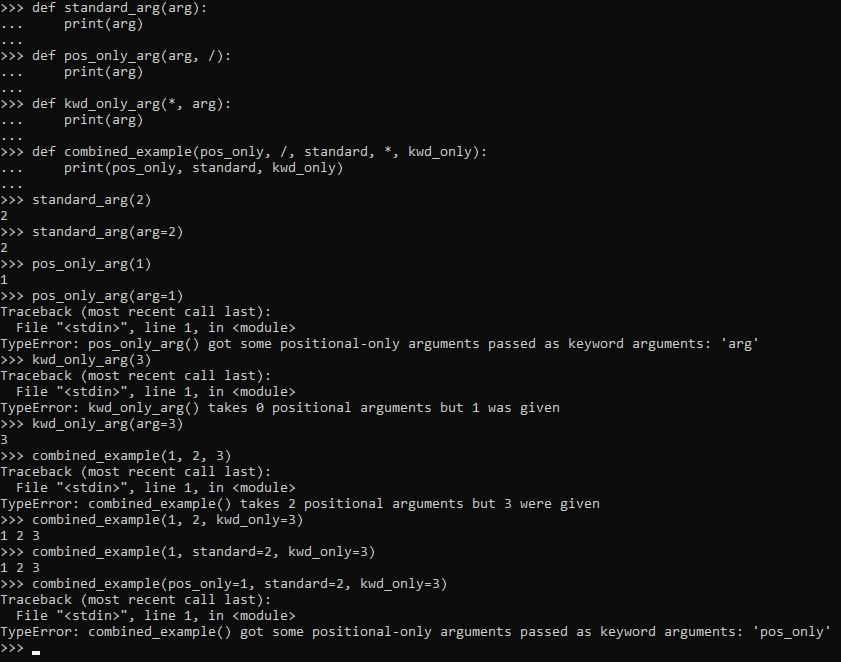 >>> def standard_arg(arg):
...     print(arg)
...
>>> def pos_only_arg(arg, /):
...     print(arg)
...
>>> def kwd_only_arg(*, arg):
...     print(arg)
...
>>> def combined_example(pos_only, /, standard, *, kwd_only):
...     print(pos_only, standard, kwd_only)
...
>>> standard_arg(2)
2
>>> standard_arg(arg=2)
2
>>> pos_only_arg(1)
1
>>> pos_only_arg(arg=1)
Traceback (most recent call last):
  File "<stdin>", line 1, in <module>
TypeError: pos_only_arg() got some positional-only arguments passed as keyword arguments: 'arg'
>>> kwd_only_arg(3)
Traceback (most recent call last):
  File "<stdin>", line 1, in <module>
TypeError: kwd_only_arg() takes 0 positional arguments but 1 was given
>>> kwd_only_arg(arg=3)
3
>>> combined_example(1, 2, 3)
Traceback (most recent call last):
  File "<stdin>", line 1, in <module>
TypeError: combined_example() takes 2 positional arguments but 3 were given
>>> combined_example(1, 2, kwd_only=3)
1 2 3
>>> combined_example(1, standard=2, kwd_only=3)
1 2 3
>>> combined_example(pos_only=1, standard=2, kwd_only=3)
Traceback (most recent call last):
  File "<stdin>", line 1, in <module>
TypeError: combined_example() got some positional-only arguments passed as keyword arguments: 'pos_only'
>>>